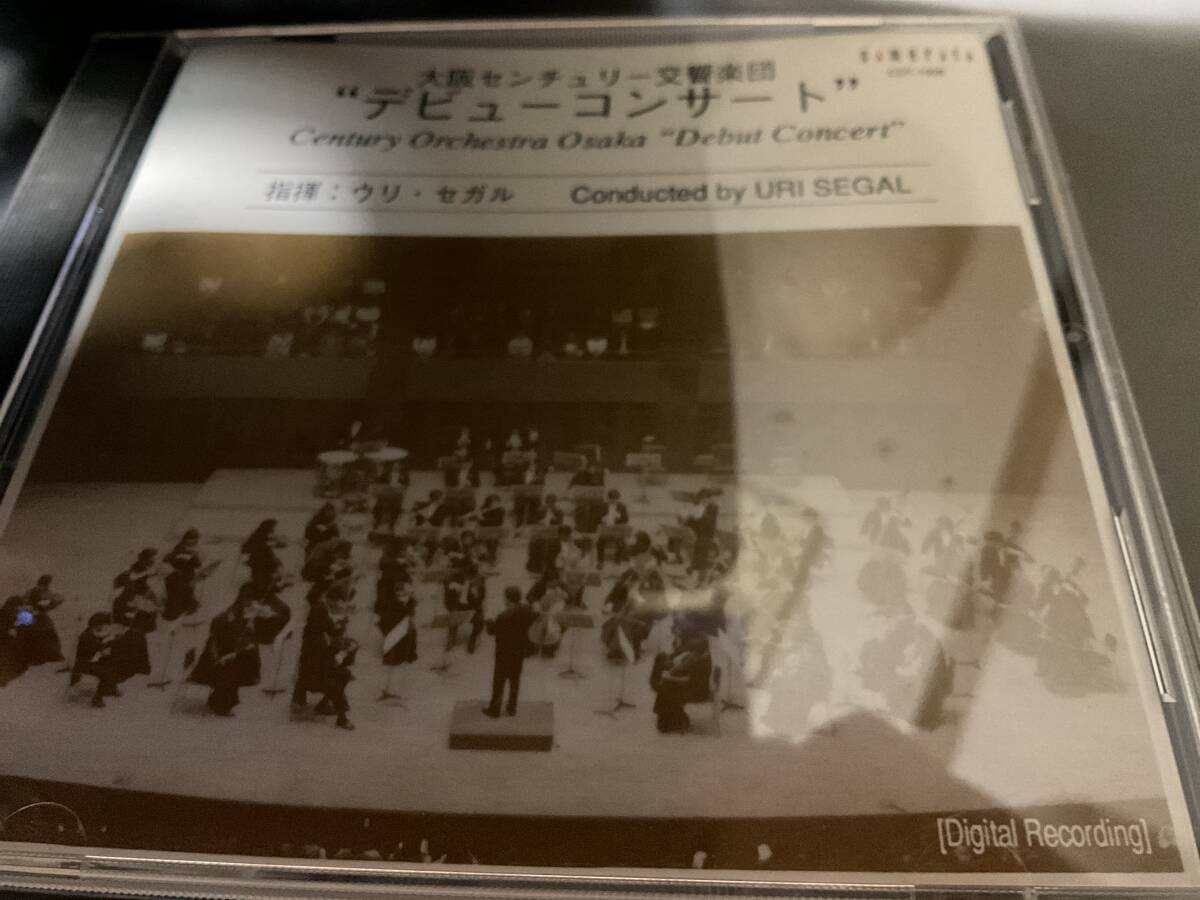 大阪センチュリー交響楽団
“デビューコンサート”
Century Orchestra Osaka “Debut Concert”
指揮：ウリ・セガル Conducted by URI SEGAL
[Digital Recording]